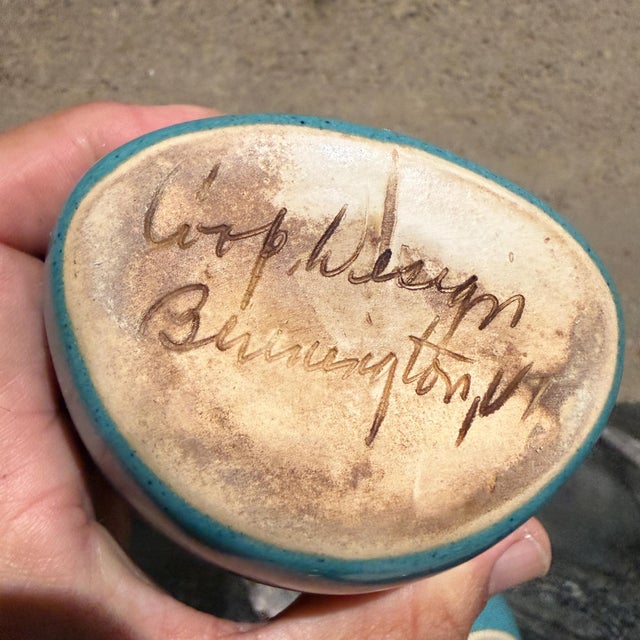 Coop. Design
Bennington, VT